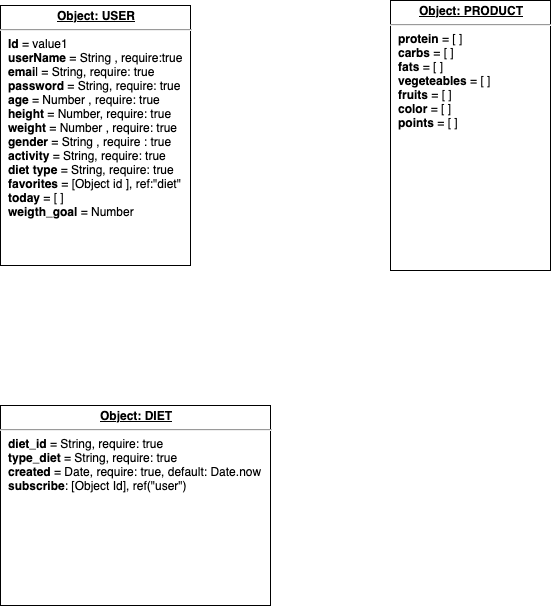 Object: USER
Id = value1
userName = String , require:true
email = String, require: true
password = String, require: true
age = Number , require: true
height = Number, require: true
weight = Number , require: true
gender = String , require : true
activity = String, require: true
diet type = String, require: true
favorites = [Object id ], ref:"diet"
today = [ ]
weigth_goal = Number
Object: PRODUCT
protein = [ ]
carbs = [ ]
fats = [ ]
vegeteables = [ ]
fruits = [ ]
color = [ ]
points = [ ]
Object: DIET
diet_id = String, require: true
type_diet = String, require: true
created = Date, require: true, default: Date.now
subscribe: [Object Id], ref("user")